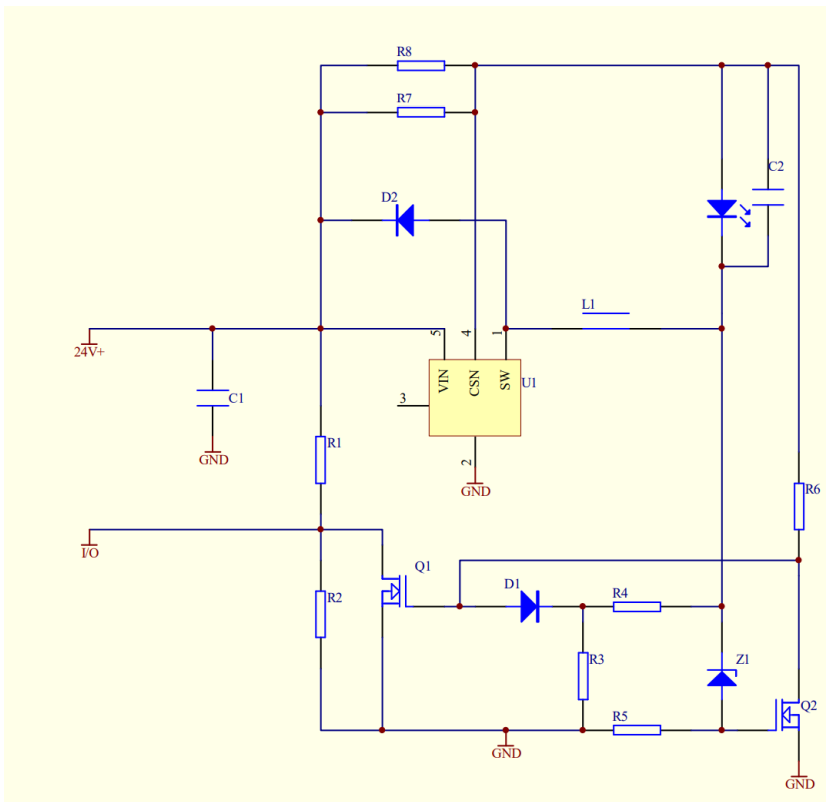 R8
R7
C2
D2
L1
5
4
1
24V+
VIN
CSN
SW
U1
C1
3
R1
GND
2
GND
R6
I/O
Q1
D1
R4
R2
R3
Z1
Q2
R5
GND
GND